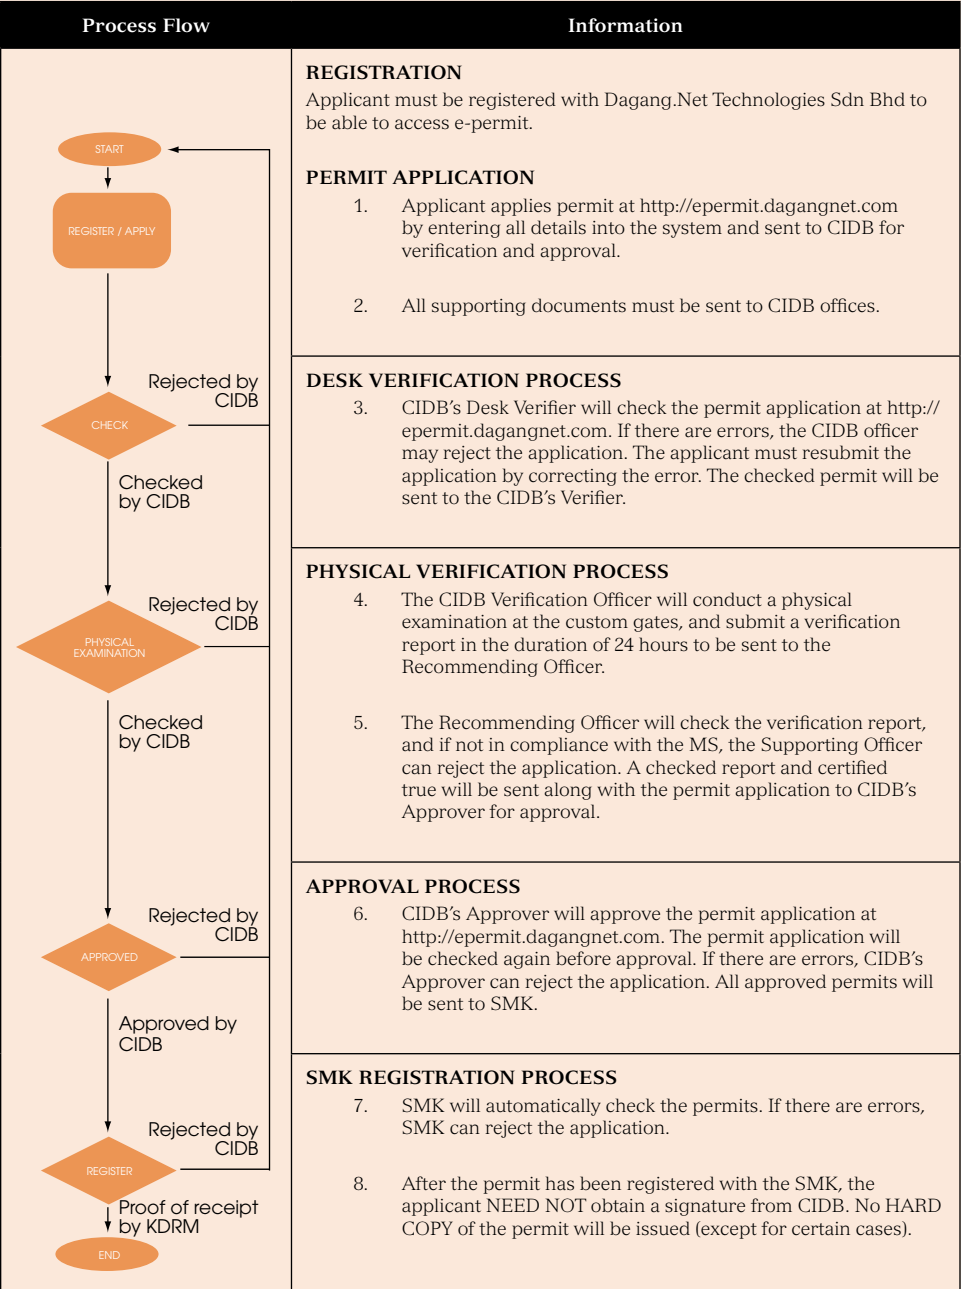 Process Flow
Information
START
REGISTER / APPLY
Rejected by
CIDB
CHECK
Checked
by CIDB
Rejected by
CIDB
PHYSICAL
EXAMINATION
Checked
by CIDB
Rejected by
CIDB
APPROVED
Approved by
CIDB
Rejected by
CIDB
REGISTER
Proof of receipt
by KDRM
END
REGISTRATION
Applicant must be registered with Dagang.Net Technologies Sdn Bhd to
be able to access e-permit.
PERMIT APPLICATION
1. Applicant applies permit at http://epermit.dagangnet.com
by entering all details into the system and sent to CIDB for
verification and approval.
2. All supporting documents must be sent to CIDB offices.
DESK VERIFICATION PROCESS
3. CIDB's Desk Verifier will check the permit application at http://
epermit.dagangnet.com. If there are errors, the CIDB officer
may reject the application. The applicant must resubmit the
application by correcting the error. The checked permit will be
sent to the CIDB's Verifier.
PHYSICAL VERIFICATION PROCESS
4. The CIDB Verification Officer will conduct a physical
examination at the custom gates, and submit a verification
report in the duration of 24 hours to be sent to the
Recommending Officer.
5. The Recommending Officer will check the verification report,
and if not in compliance with the MS, the Supporting Officer
can reject the application. A checked report and certified
true will be sent along with the permit application to CIDB's
Approver for approval.
APPROVAL PROCESS
6. CIDB's Approver will approve the permit application at
http://epermit.dagangnet.com. The permit application will
be checked again before approval. If there are errors, CIDB's
Approver can reject the application. All approved permits will
be sent to SMK.
SMK REGISTRATION PROCESS
7. SMK will automatically check the permits. If there are errors,
SMK can reject the application.
8. After the permit has been registered with the SMK, the
applicant NEED NOT obtain a signature from CIDB. No HARD
COPY of the permit will be issued (except for certain cases).